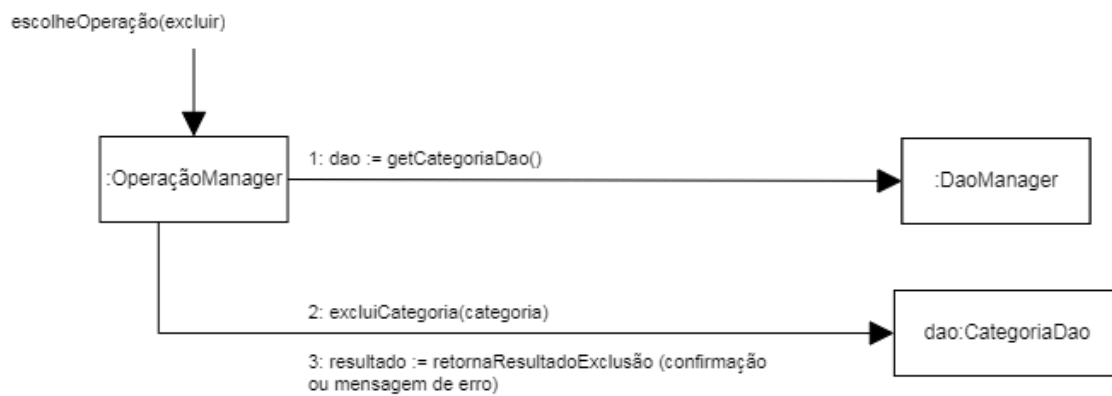 escolheOperação(excluir)
1: dao := getCategoriaDao()
:OperaçãoManager
:DaoManager
2: excluiCategoria(categoria)
dao:CategoriaDao
3: resultado := retornaResultadoExclusão (confirmação
ou mensagem de erro)